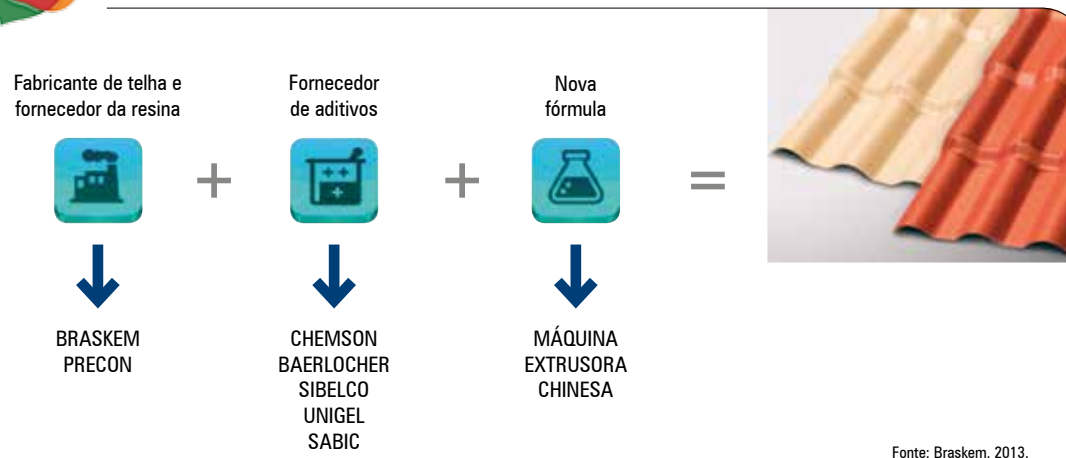 Fabricante de telha e
fornecedor da resina
Fornecedor
de aditivos
Nova
fórmula
+
+
=
BRASKEM
PRECON
CHEMSON
BAERLOCHER
SIBELCO
UNIGEL
SABIC
MÁQUINA
EXTRUSORA
CHINESA
Fonte: Braskem, 2013.